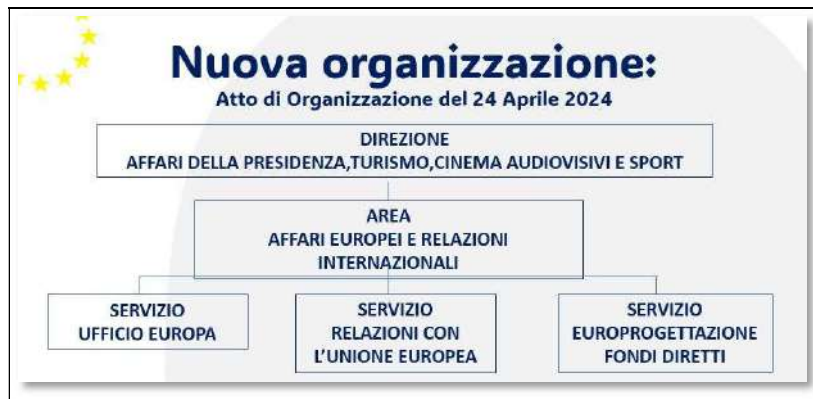 Nuova organizzazione:
Atto di Organizzazione del 24 Aprile 2024
DIREZIONE
AFFARI DELLA PRESIDENZA,TURISMO,CINEMA AUDIOVISIVI E SPORT
AREA
AFFARI EUROPEI E RELAZIONI
INTERNAZIONALI
SERVIZIO
UFFICIO EUROPA
SERVIZIO
RELAZIONI CON
L'UNIONE EUROPEA
SERVIZIO
EUROPROGETTAZIONE
FONDI DIRETTI